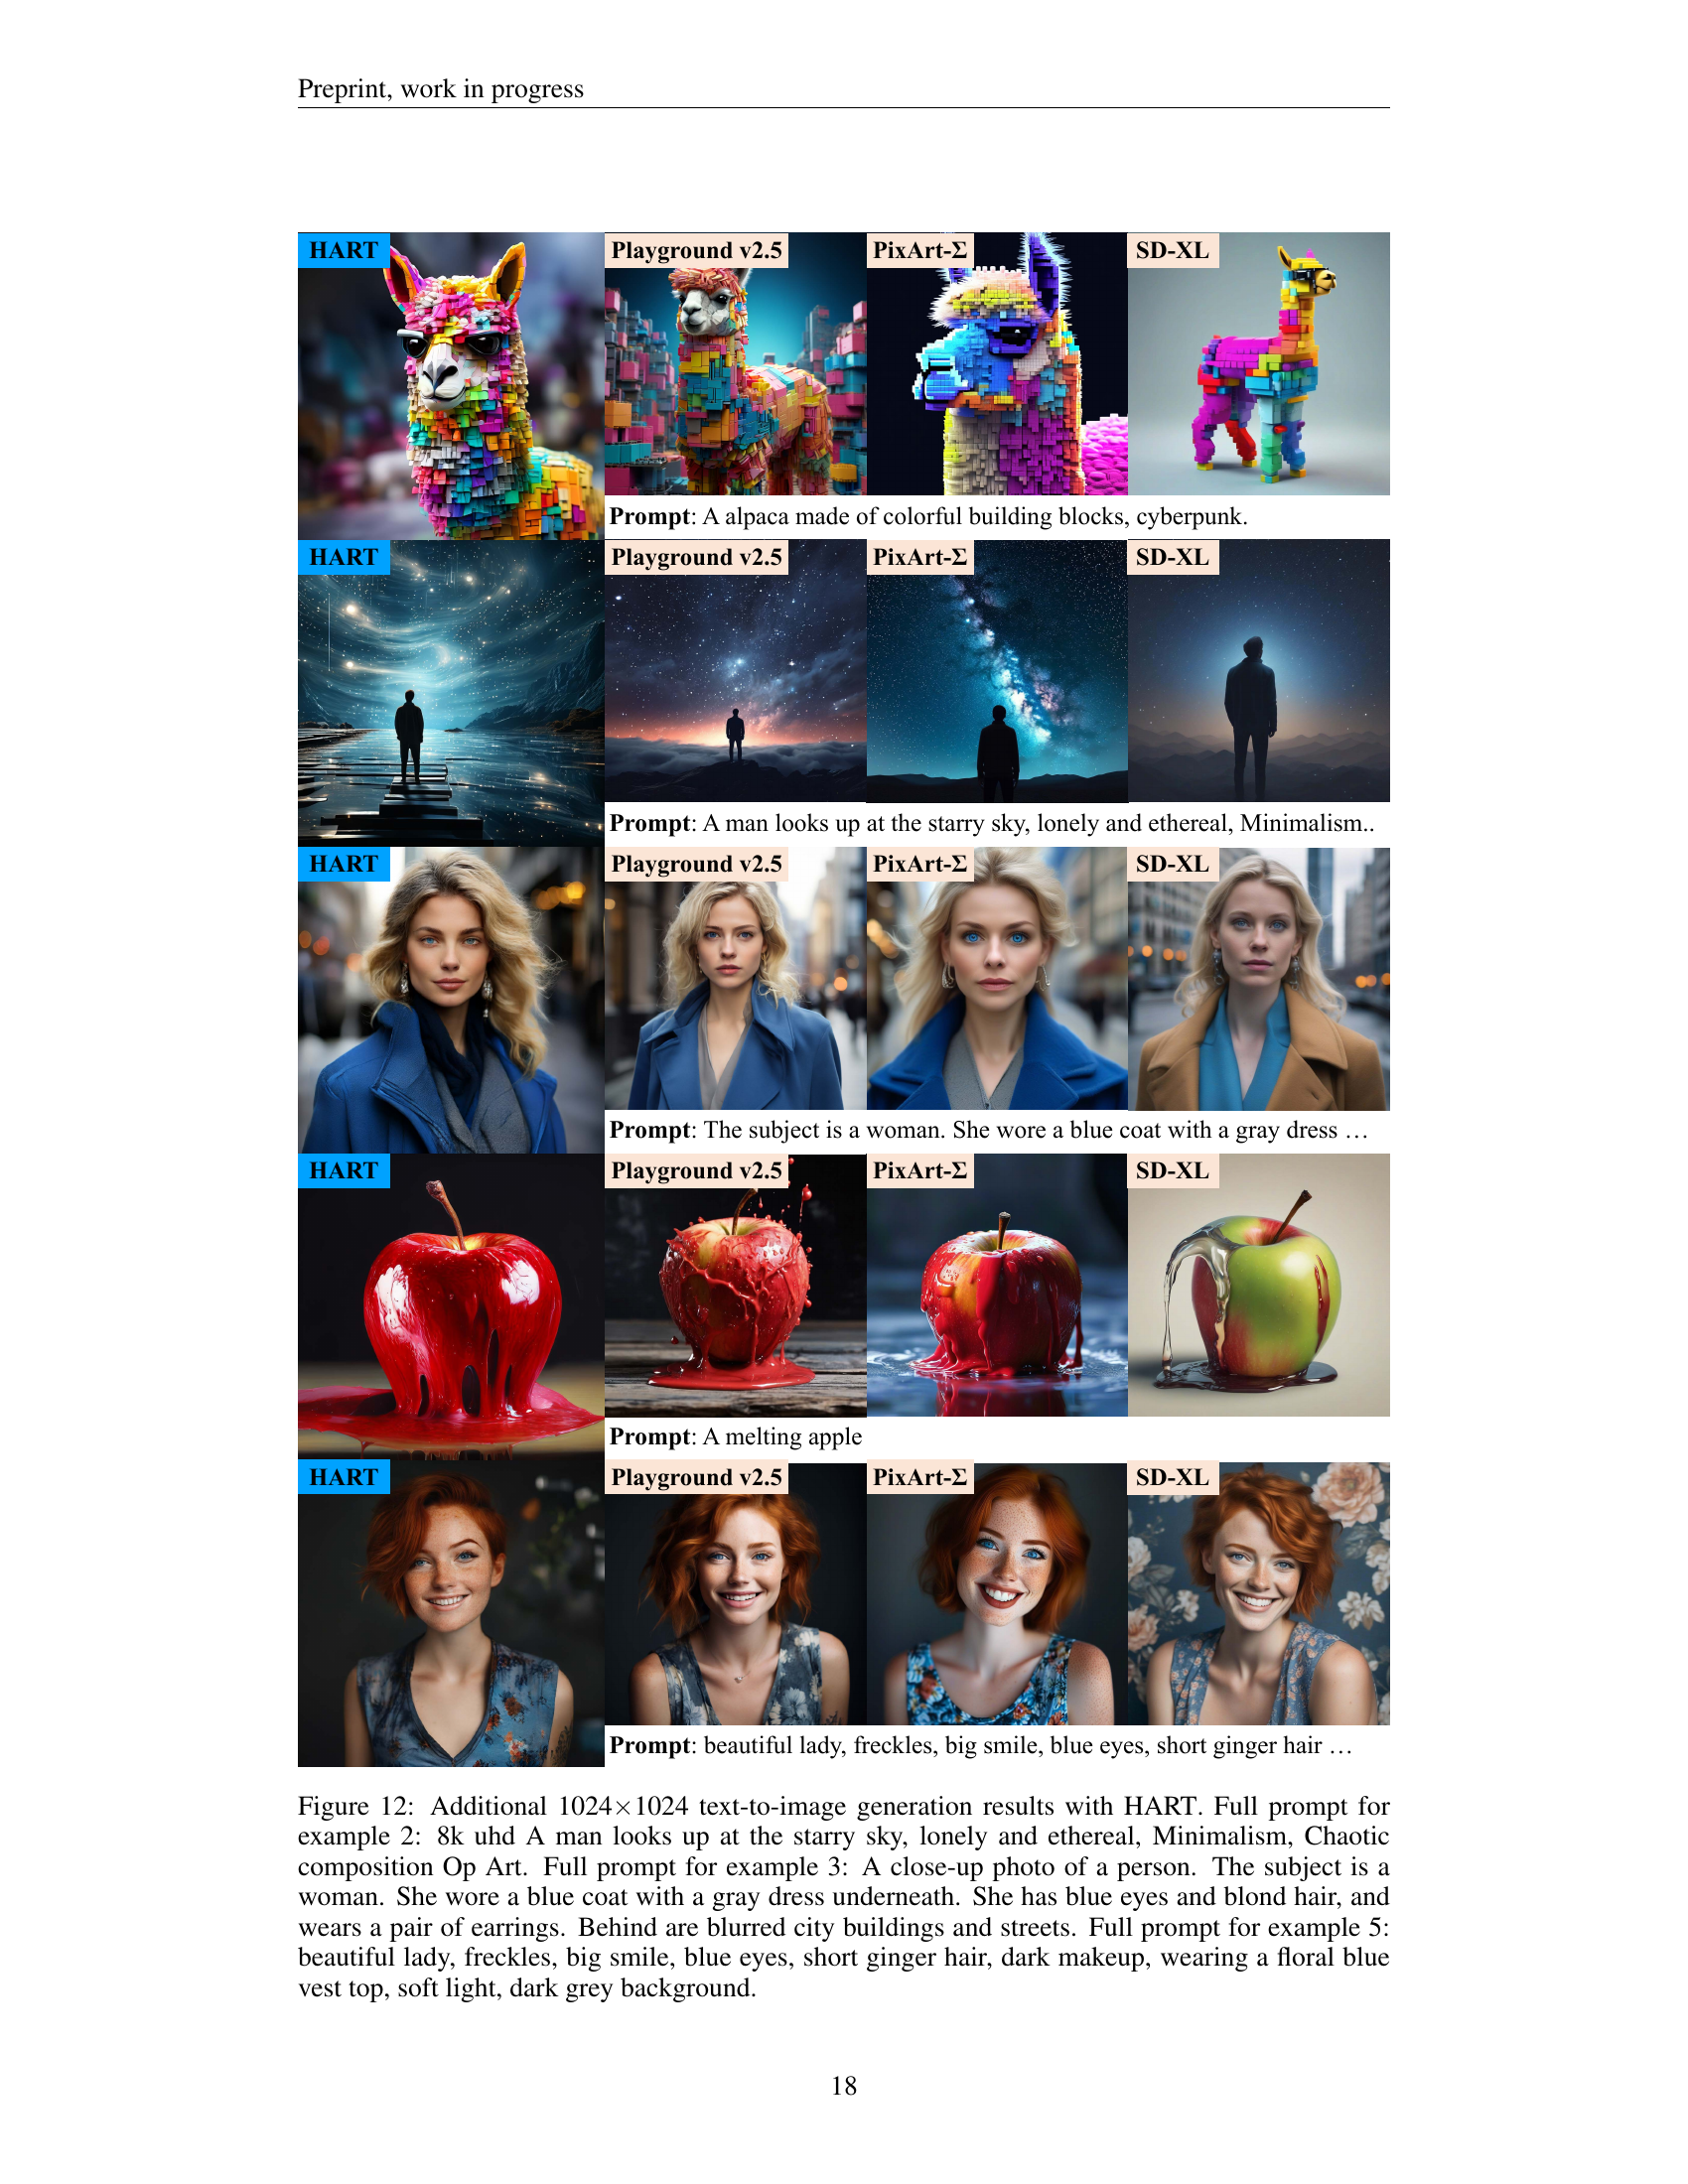 Preprint, work in progress
HART Playground v2.5 PixArt-Σ SD-XL
Prompt: A alpaca made of colorful building blocks, cyberpunk.
HART Playground v2.5 PixArt-Σ SD-XL
Prompt: A man looks up at the starry sky, lonely and ethereal, Minimalism..
HART Playground v2.5 PixArt-Σ SD-XL
Prompt: The subject is a woman. She wore a blue coat with a gray dress …
HART Playground v2.5 PixArt-Σ SD-XL
Prompt: A melting apple
HART Playground v2.5 PixArt-Σ SD-XL
Prompt: beautiful lady, freckles, big smile, blue eyes, short ginger hair …
Figure 12: Additional 1024×1024 text-to-image generation results with HART. Full prompt for
example 2: 8k uhd A man looks up at the starry sky, lonely and ethereal, Minimalism, Chaotic
composition Op Art. Full prompt for example 3: A close-up photo of a person. The subject is a
woman. She wore a blue coat with a gray dress underneath. She has blue eyes and blond hair, and
wears a pair of earrings. Behind are blurred city buildings and streets. Full prompt for example 5:
beautiful lady, freckles, big smile, blue eyes, short ginger hair, dark makeup, wearing a floral blue
vest top, soft light, dark grey background.
18